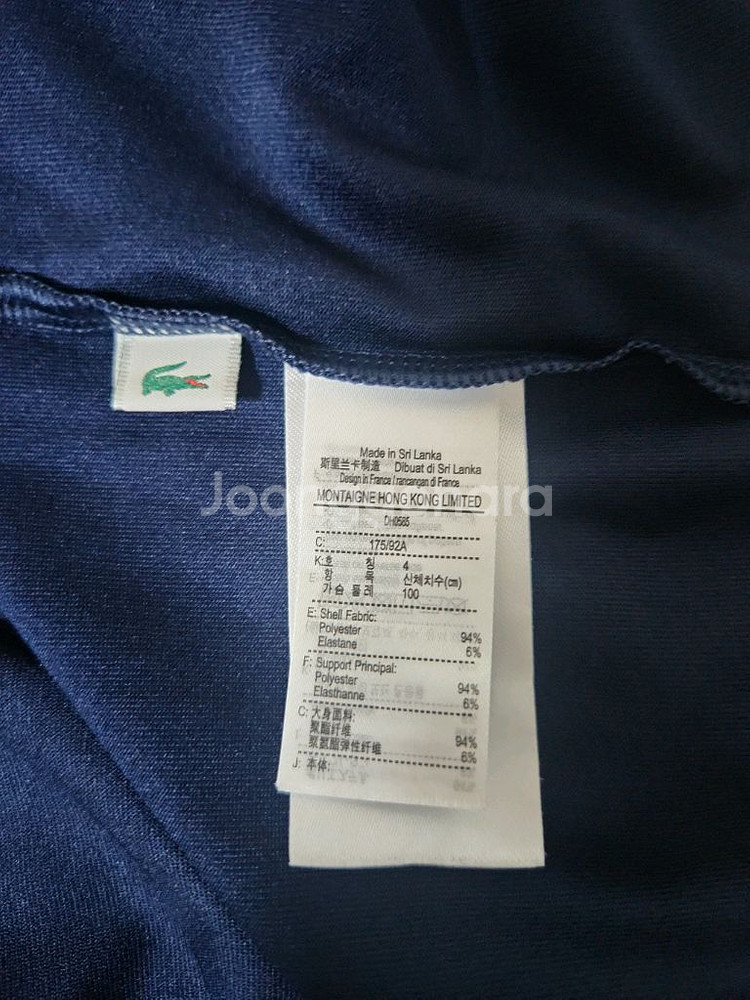 Made in Sri Lanka
斯里兰卡制造 Dibuat di Sri Lanka
Design in France / rancangan di France
MONTAIGNE HONG KONG LIMITED
DH0585
C: 175/92A
K:호 칭 4
항 목 신체치수(㎝)
가슴 둘레 100
E: Shell Fabric:
Polyester 94%
Elastane 6%
F: Support Principal:
Polyester 94%
Elasthanne 6%
C: 大身面料:
聚酯纤维 94%
聚氨酯弹性纤维 6%
J: 本体:
Joongonara